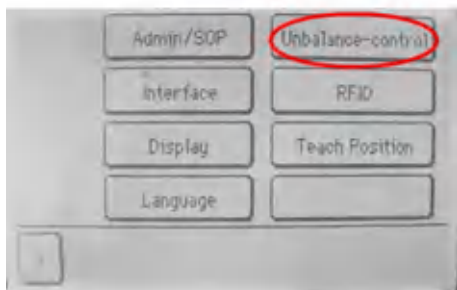 Admin/SOP
Unbalance-control
Interface
RFID
Display
Teach Position
Language